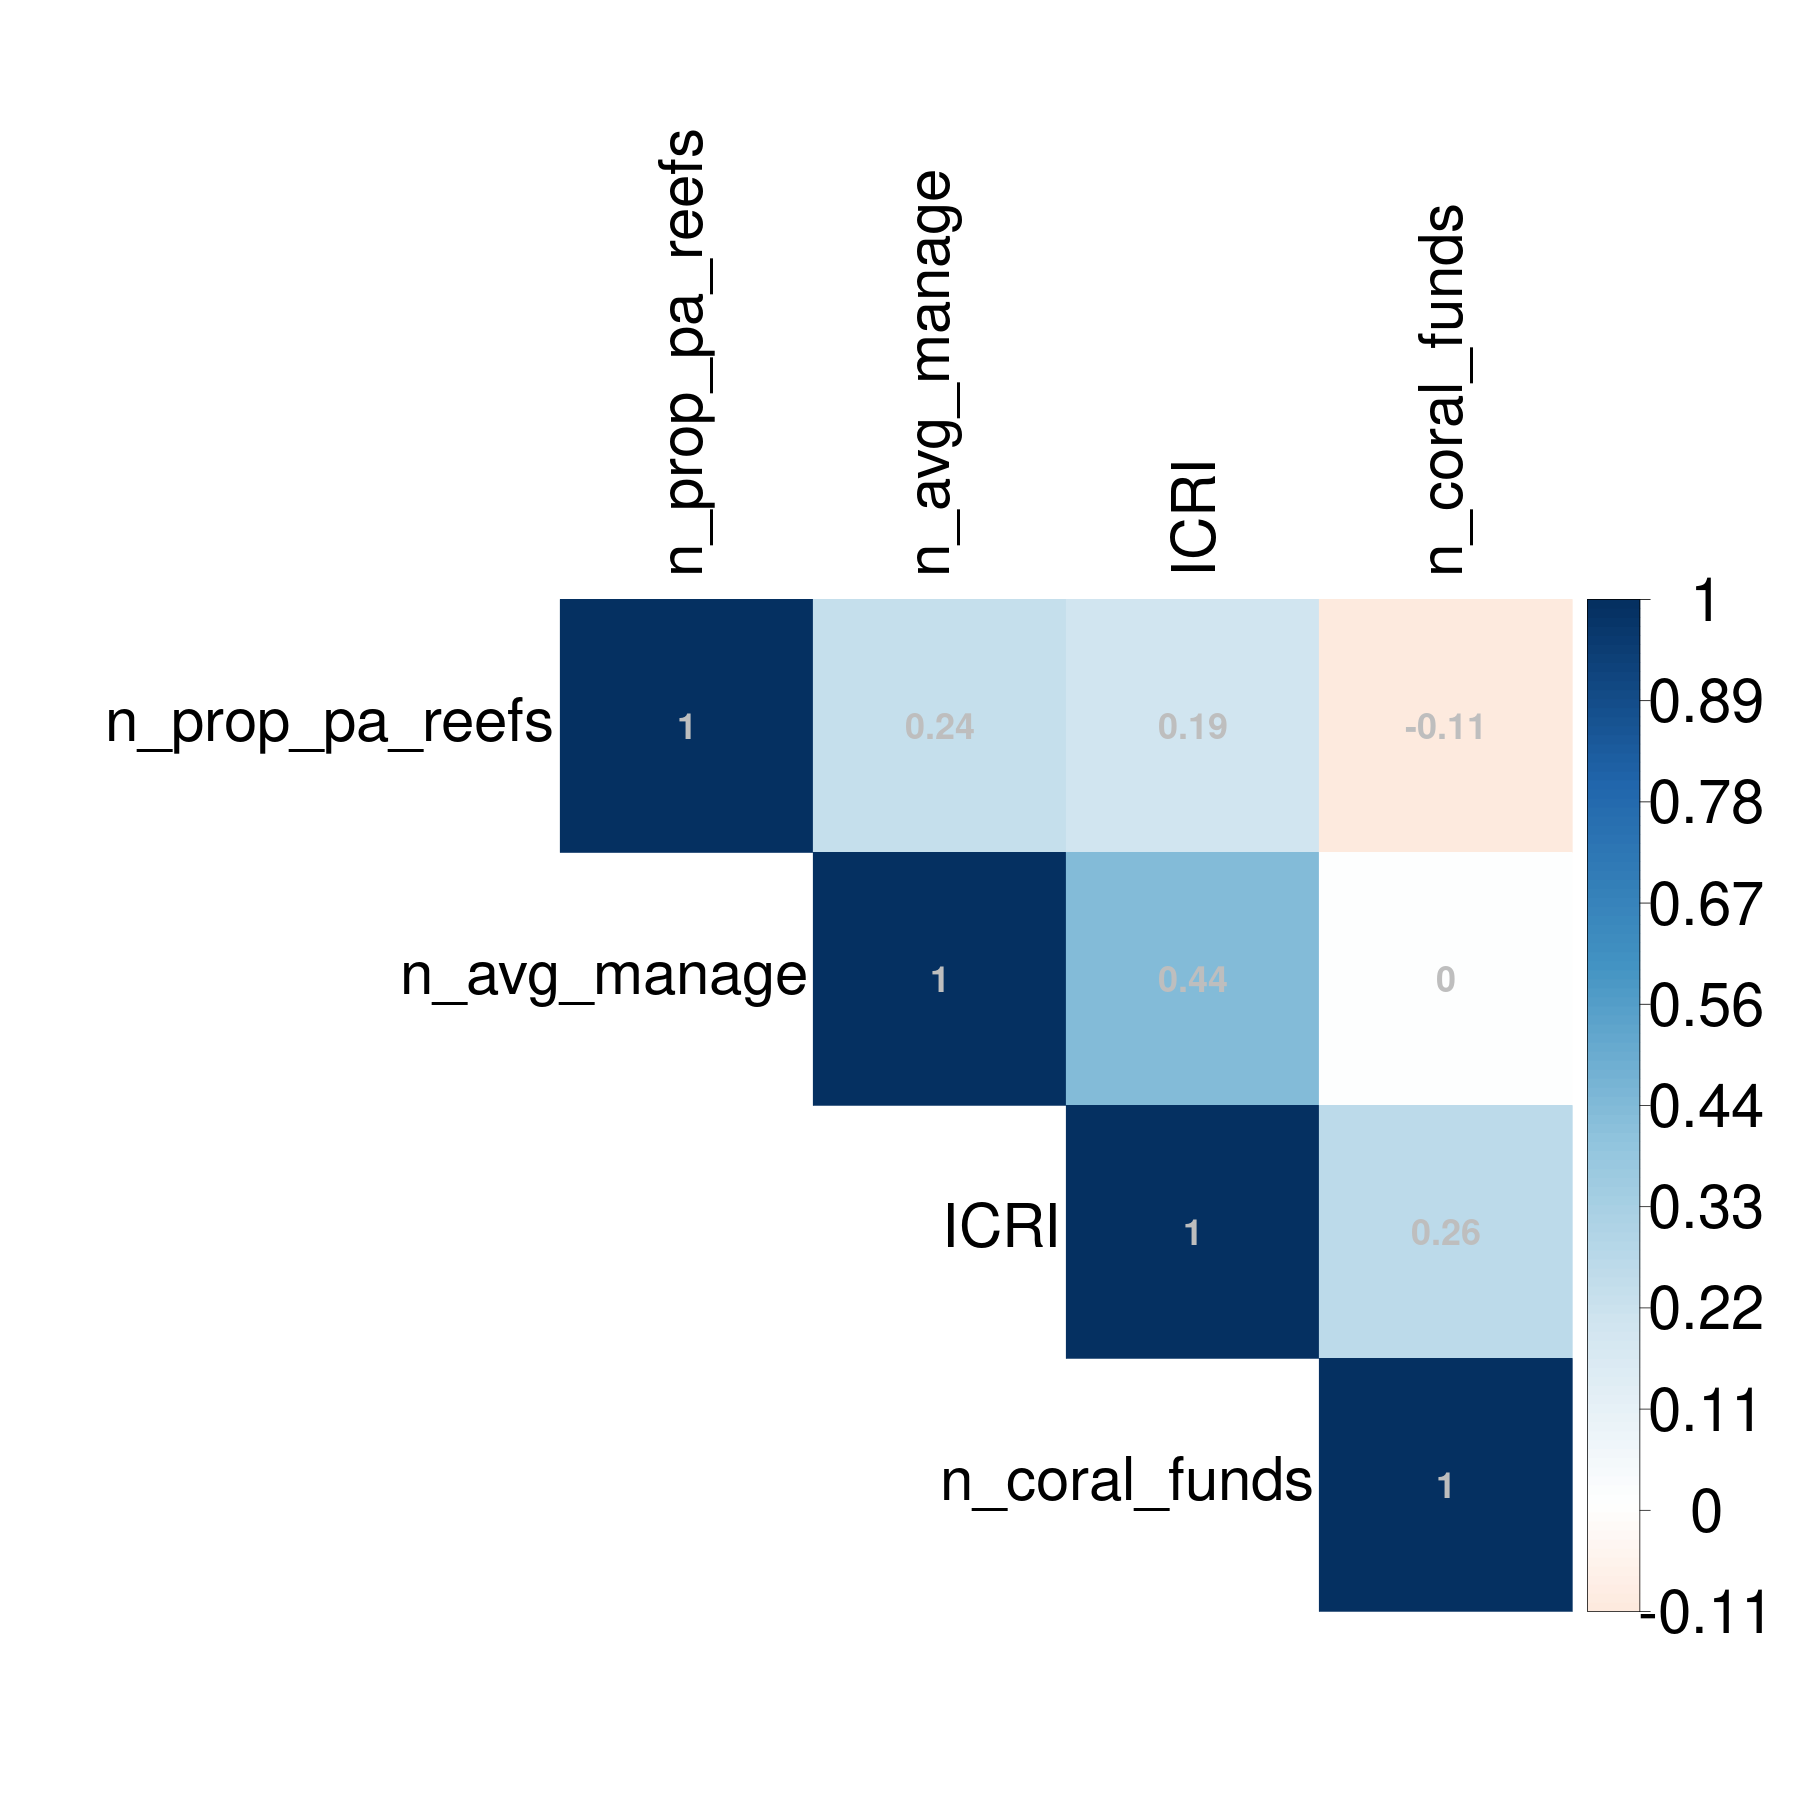 n_prop_pa_reefs
n_avg_manage
ICRI
n_coral_funds
n_prop_pa_reefs 1 0.24 0.19 -0.11
n_avg_manage 1 0.44 0
ICRI 1 0.26
n_coral_funds 1
1
0.89
0.78
0.67
0.56
0.44
0.33
0.22
0.11
0
-0.11